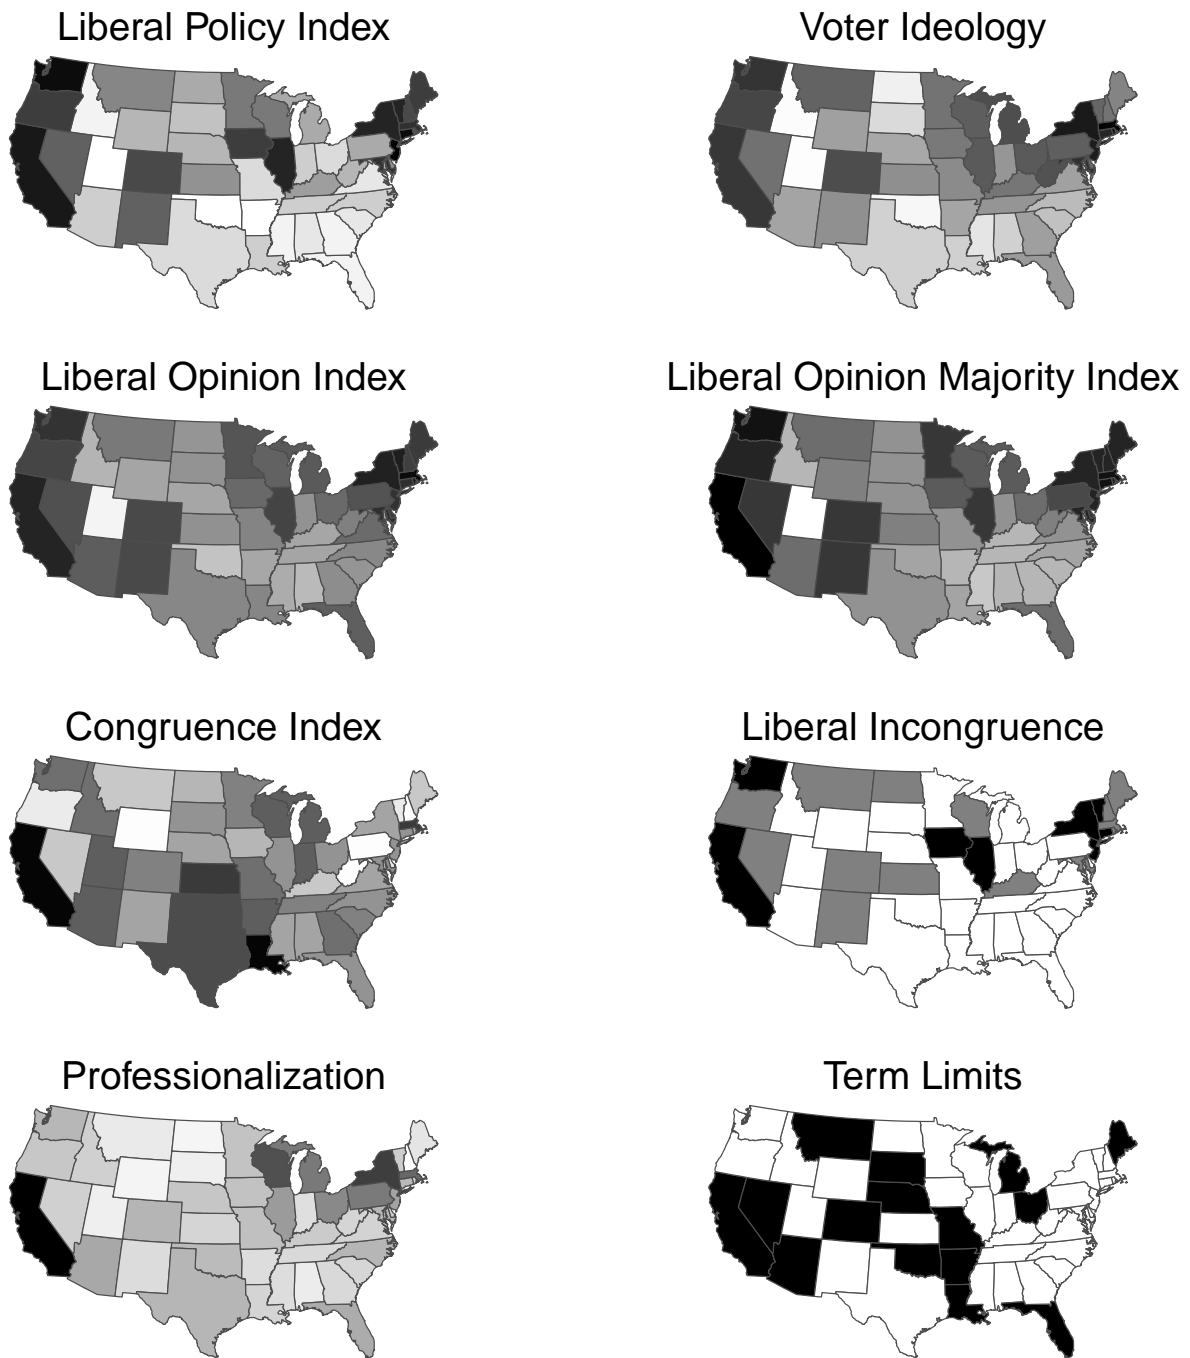 Liberal Policy Index
Voter Ideology
Liberal Opinion Index
Liberal Opinion Majority Index
Congruence Index
Liberal Incongruence
Professionalization
Term Limits